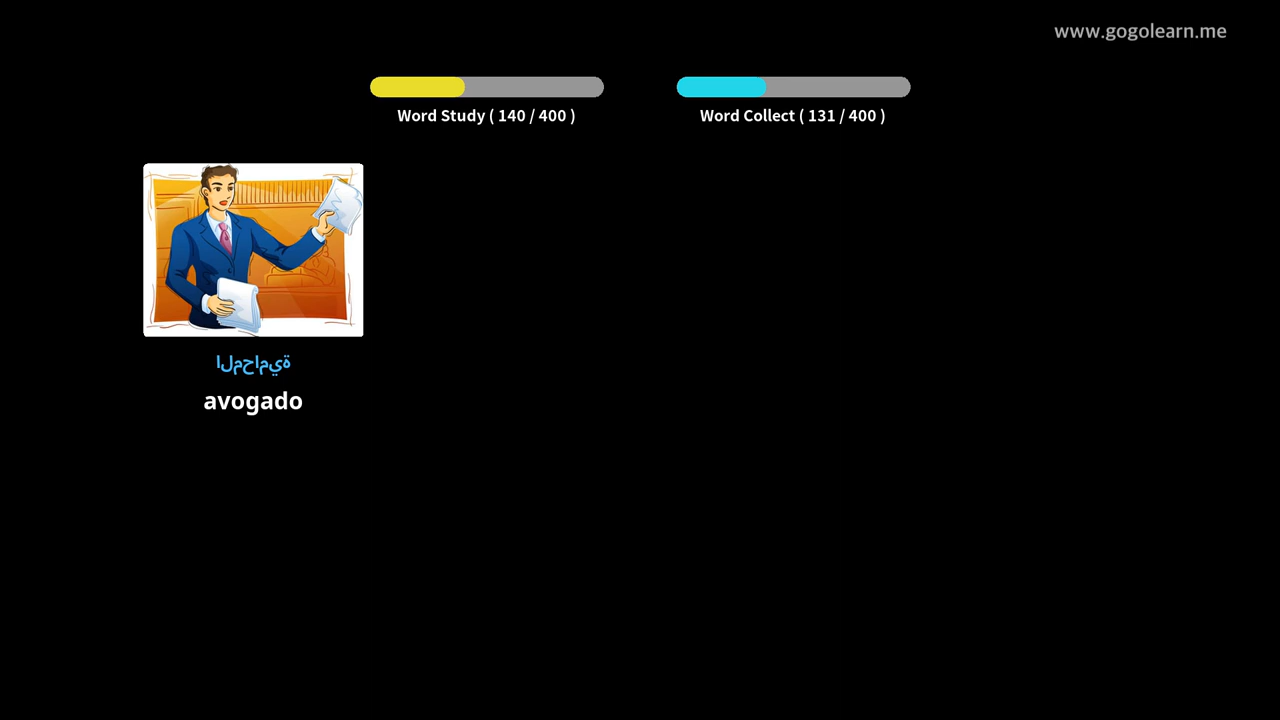 www.gogolearn.me
Word Study ( 140 / 400 )
Word Collect ( 131 / 400 )
المحامية
avogado